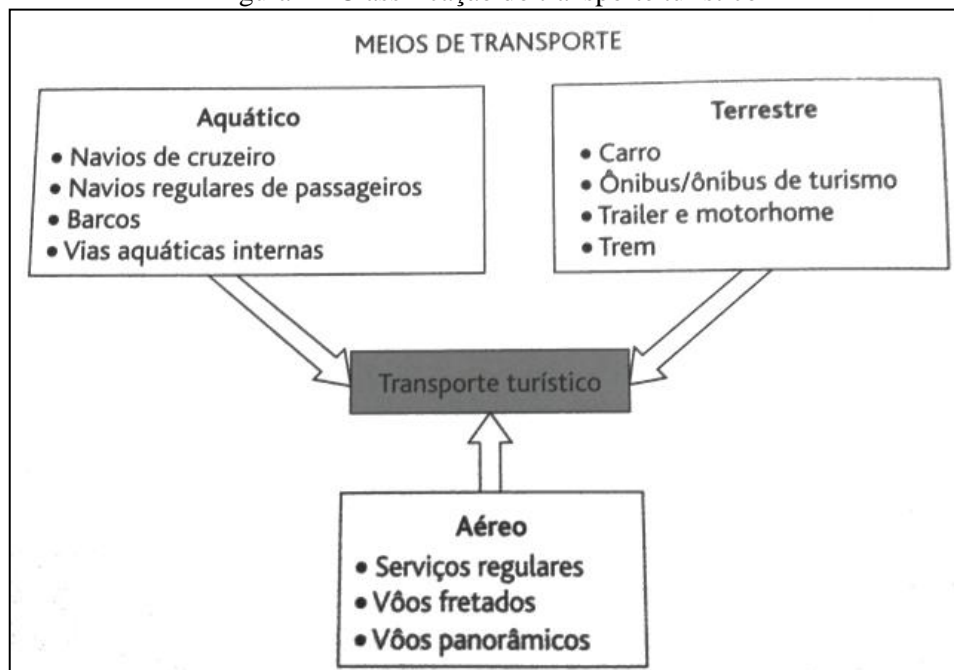 MEIOS DE TRANSPORTE
Aquático
• Navios de cruzeiro
• Navios regulares de passageiros
• Barcos
• Vias aquáticas internas
Terrestre
• Carro
• Ônibus/ônibus de turismo
• Trailer e motorhome
• Trem
Transporte turístico
Aéreo
• Serviços regulares
• Vôos fretados
• Vôos panorâmicos